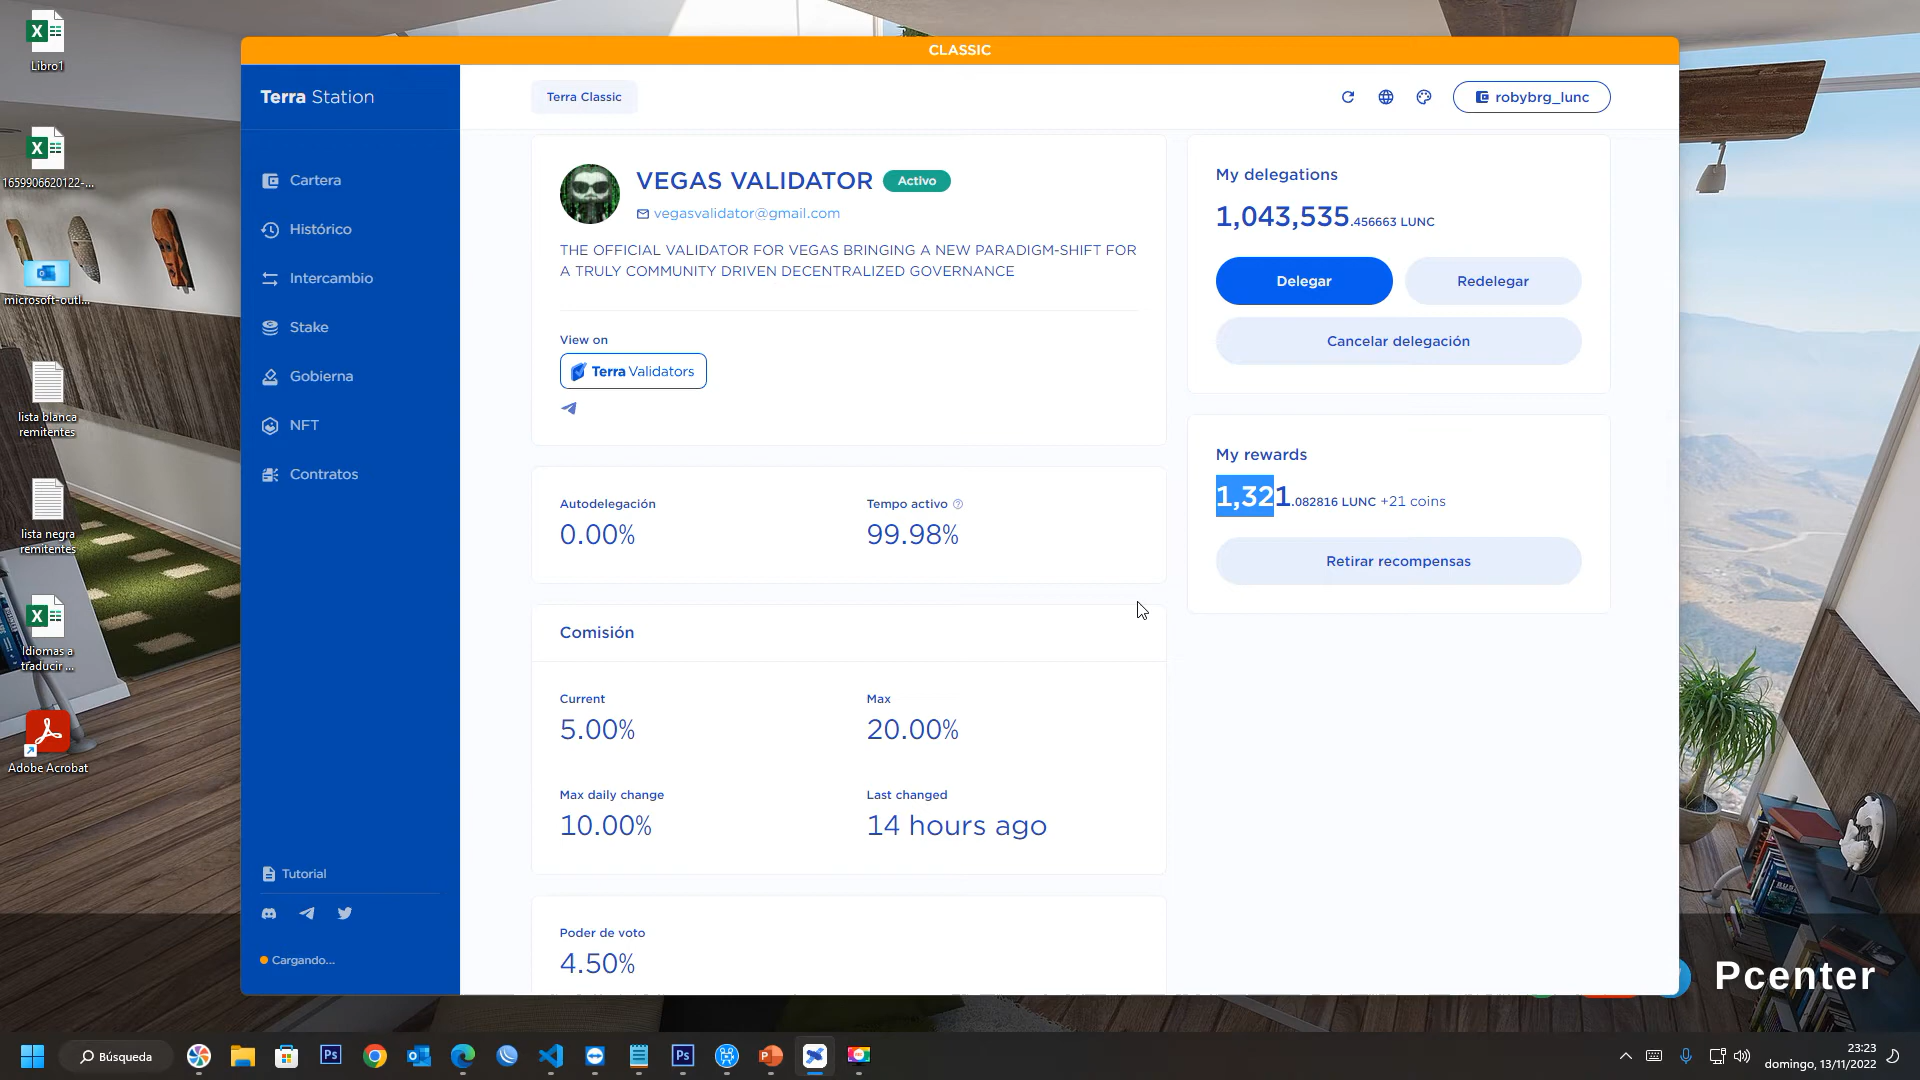 Libro1
1659906620122-...
microsoft-outl...
lista blanca
remitentes
lista negra
remitentes
Idiomas a
traducir ...
Adobe Acrobat
CLASSIC
Terra Station
Cartera
Histórico
Intercambio
Stake
Gobierna
NFT
Contratos
Tutorial
Cargando...
Terra Classic
robybrg_lunc
VEGAS VALIDATOR
Activo
vegasvalidator@gmail.com
THE OFFICIAL VALIDATOR FOR VEGAS BRINGING A NEW PARADIGM-SHIFT FOR
A TRULY COMMUNITY DRIVEN DECENTRALIZED GOVERNANCE
View on
Terra Validators
Autodelegación
0.00%
Tempo activo
99.98%
Comisión
Current
5.00%
Max
20.00%
Max daily change
10.00%
Last changed
14 hours ago
Poder de voto
4.50%
My delegations
1,043,535.456663 LUNC
Delegar
Redelegar
Cancelar delegación
My rewards
1,321.082816 LUNC +21 coins
Retirar recompensas
Pcenter
Búsqueda
Ps
Ps
23:23
domingo, 13/11/2022